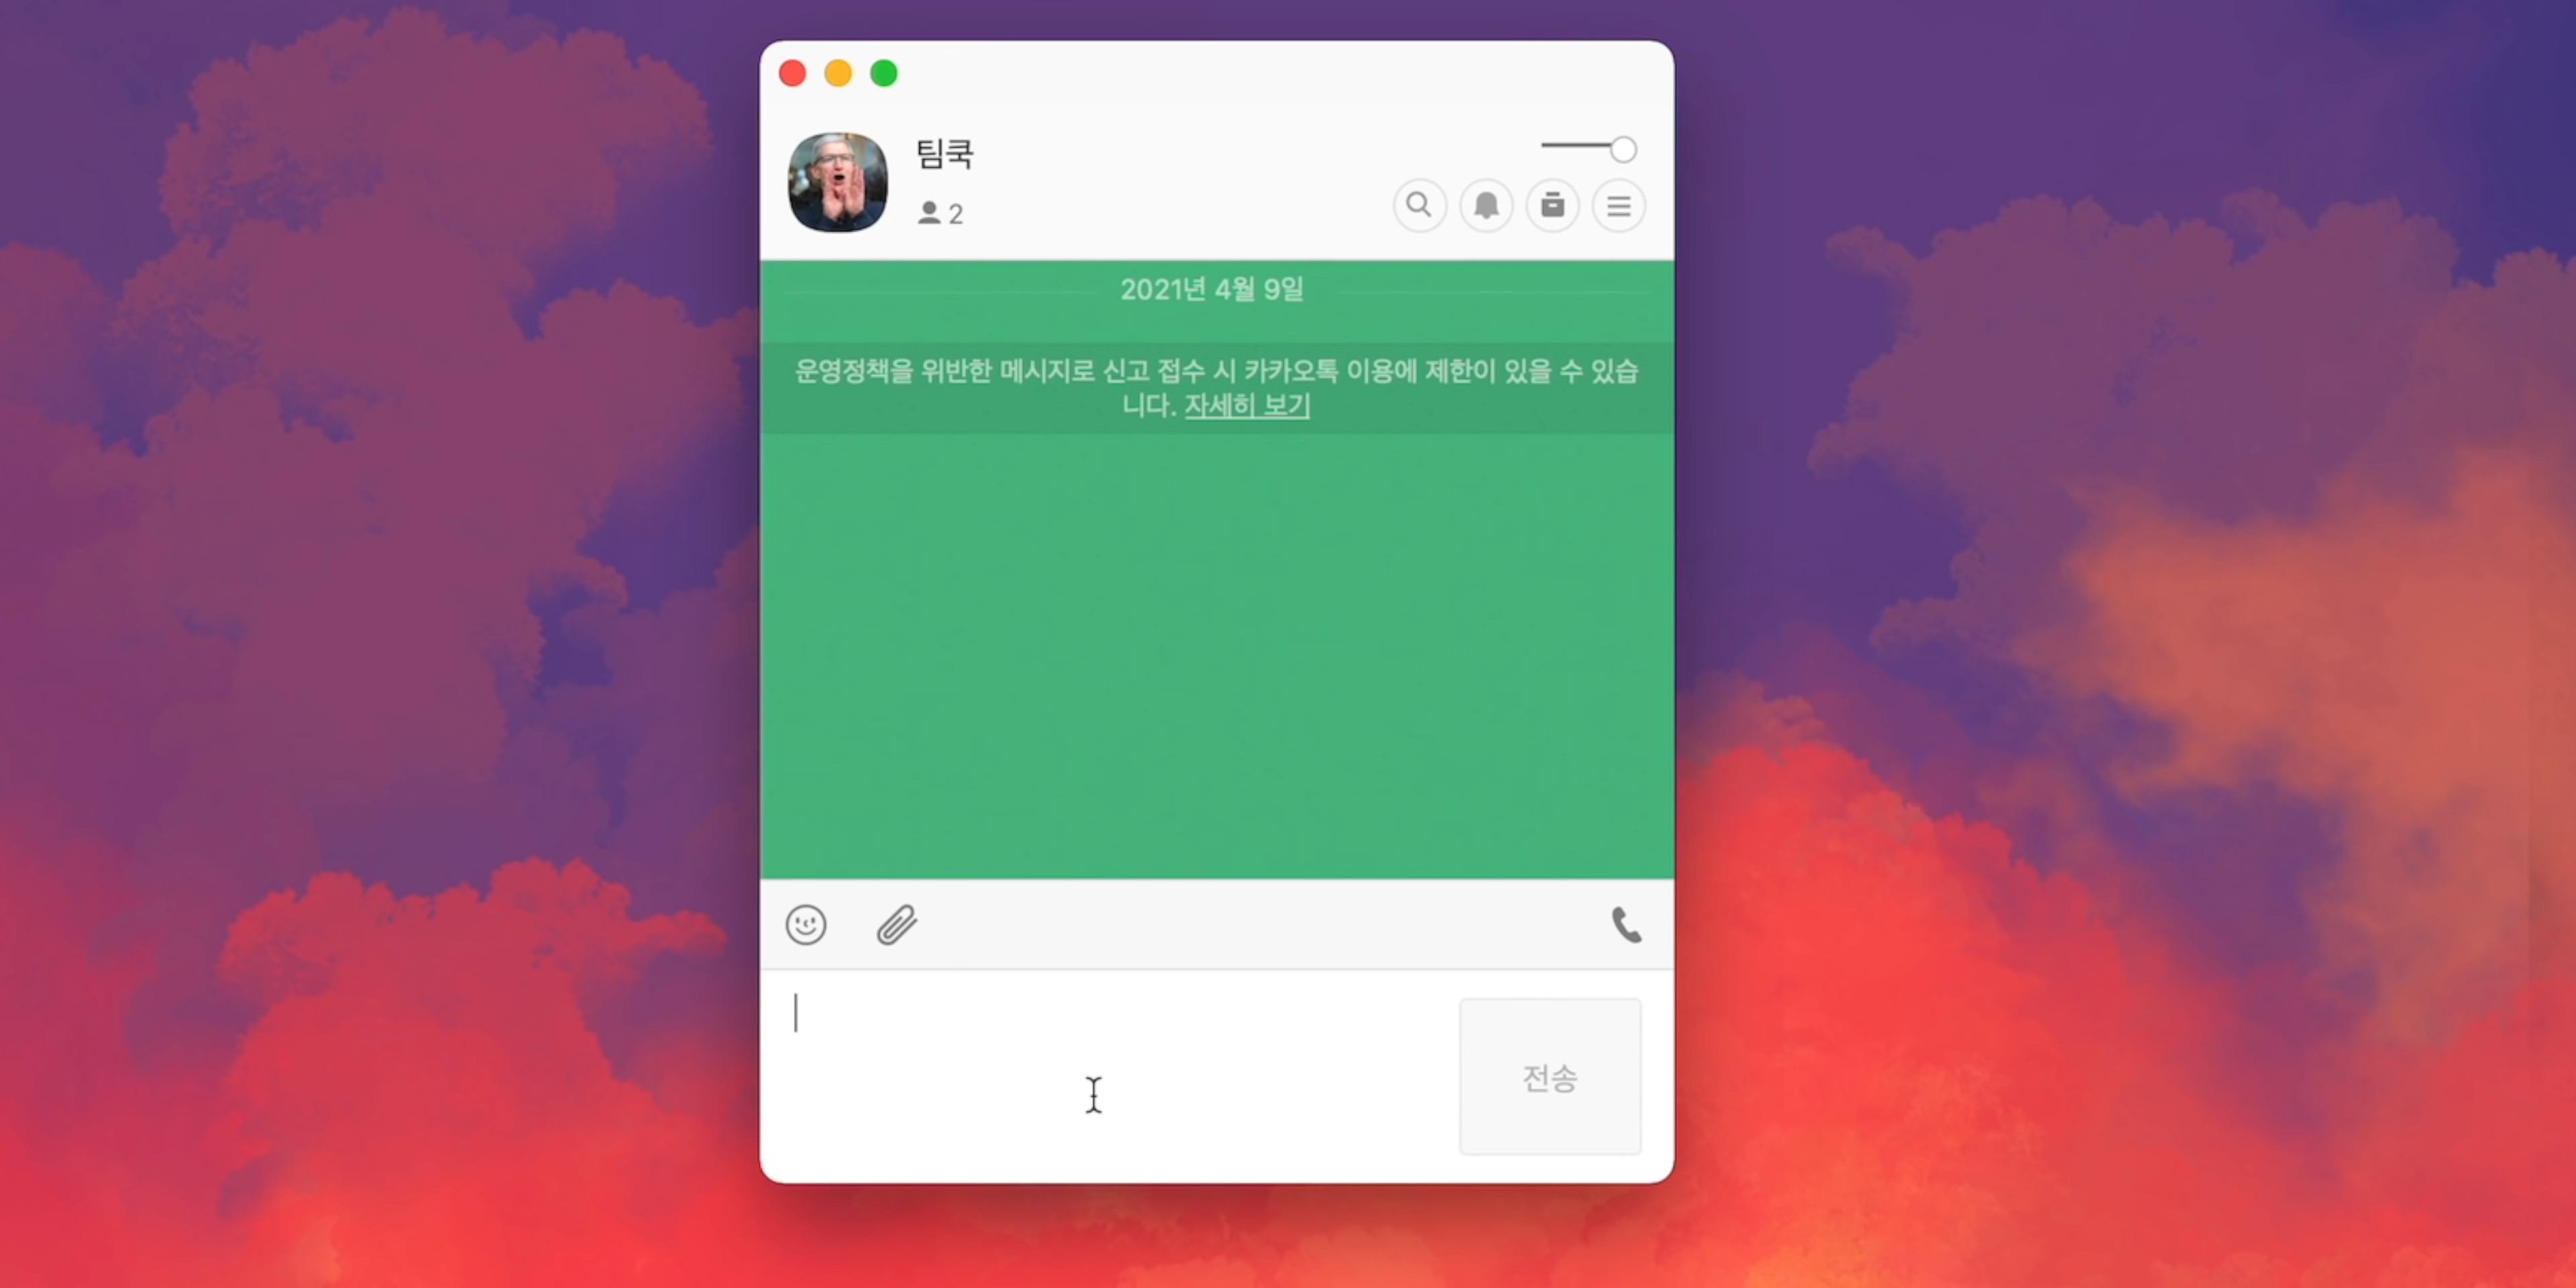 팀쿡
2
2021년 4월 9일
운영정책을 위반한 메시지로 신고 접수 시 카카오톡 이용에 제한이 있을 수 있습
니다. 자세히 보기
전송